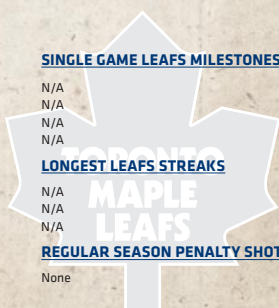 SINGLE GAME LEAFS MILESTONES
N/A
N/A
N/A
N/A
TORONTO
LONGEST LEAFS STREAKS
N/A
MAPLE
N/A
N/A
LEAFS
REGULAR SEASON PENALTY SHOT
None